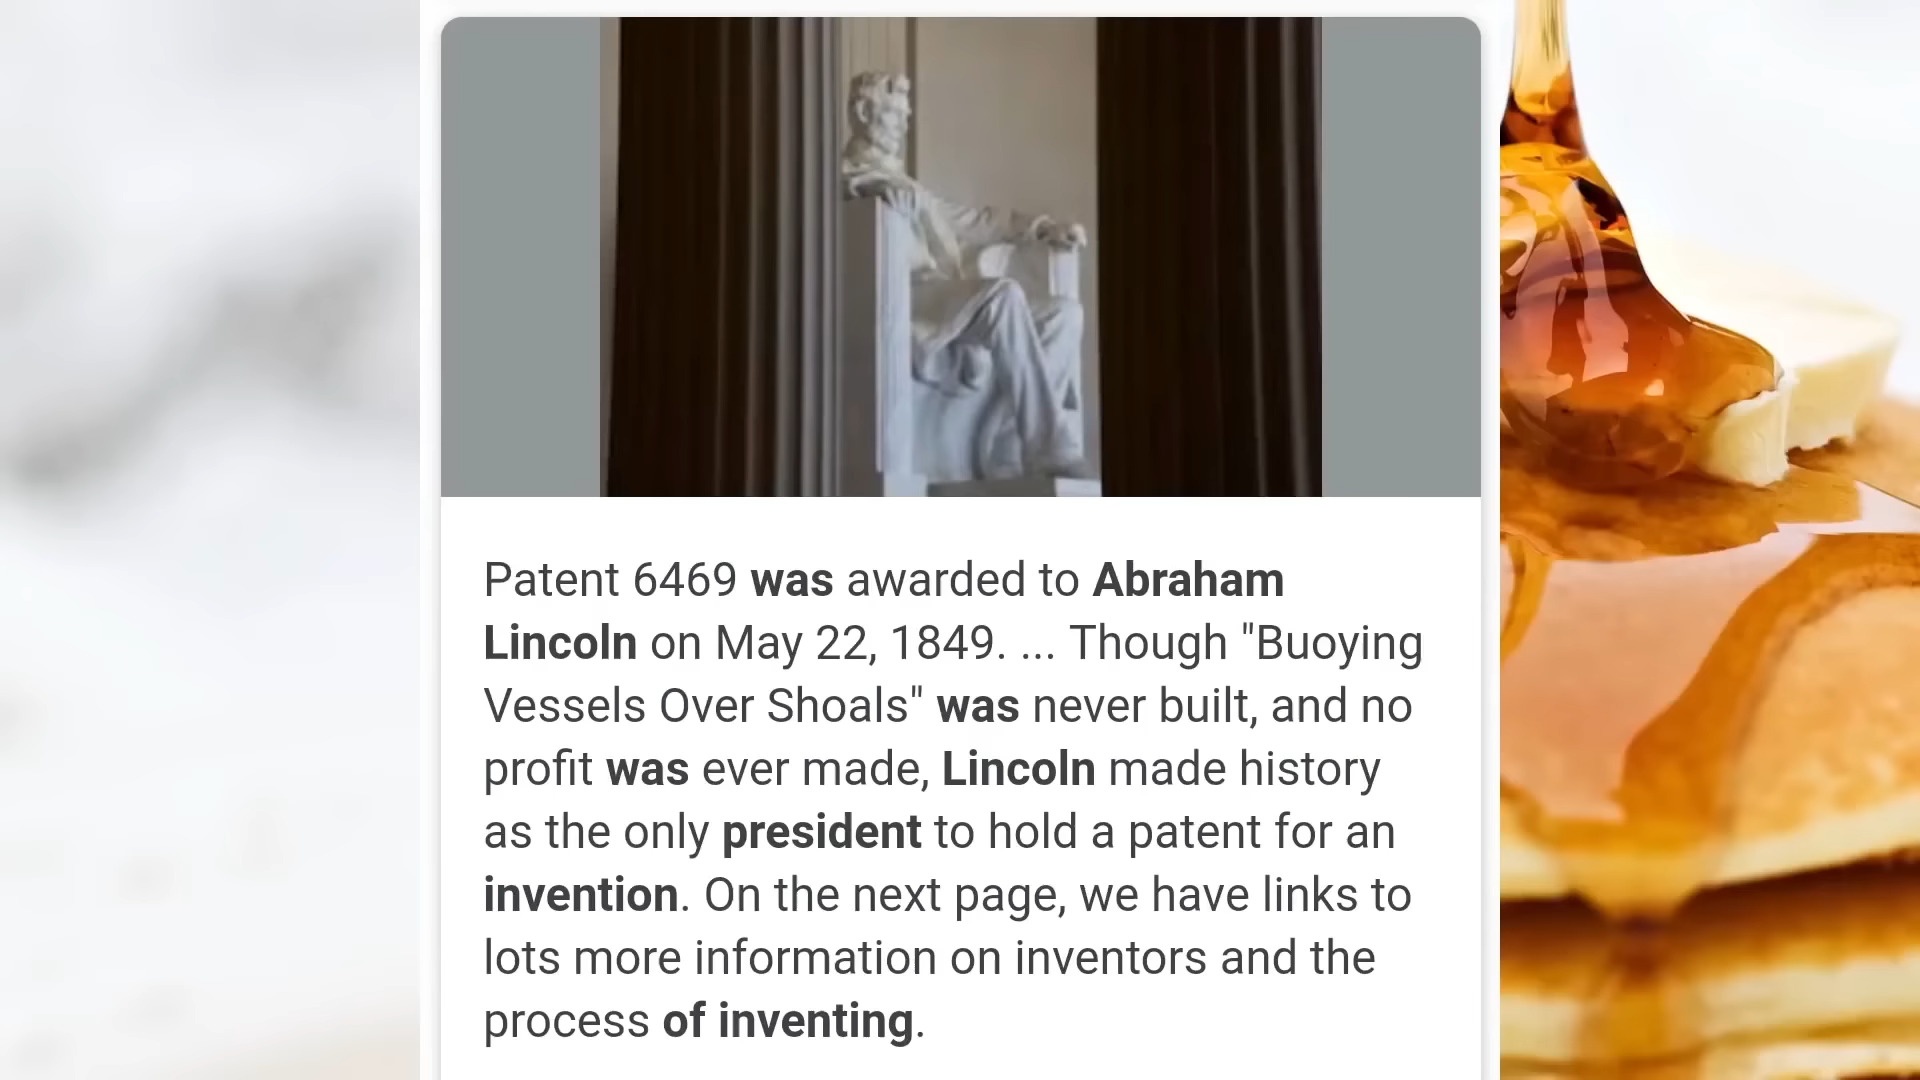 Patent 6469 was awarded to Abraham
Lincoln on May 22, 1849. ... Though "Buoying
Vessels Over Shoals" was never built, and no
profit was ever made, Lincoln made history
as the only president to hold a patent for an
invention. On the next page, we have links to
lots more information on inventors and the
process of inventing.